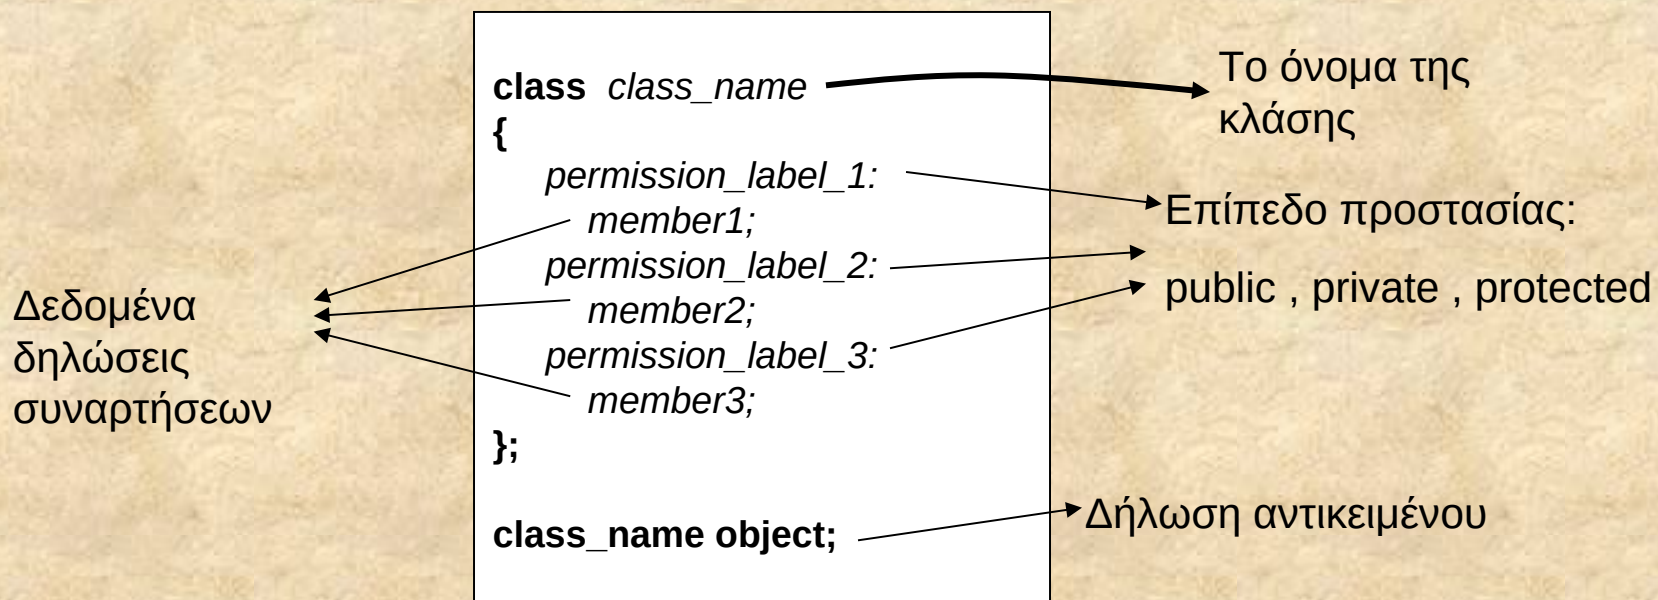 class class_name
{
permission_label_1:
member1;
permission_label_2:
member2;
permission_label_3:
member3;
};
class_name object;
Το όνομα της
κλάσης
Επίπεδο προστασίας:
public , private , protected
Δεδομένα
δηλώσεις
συναρτήσεων
Δήλωση αντικειμένου